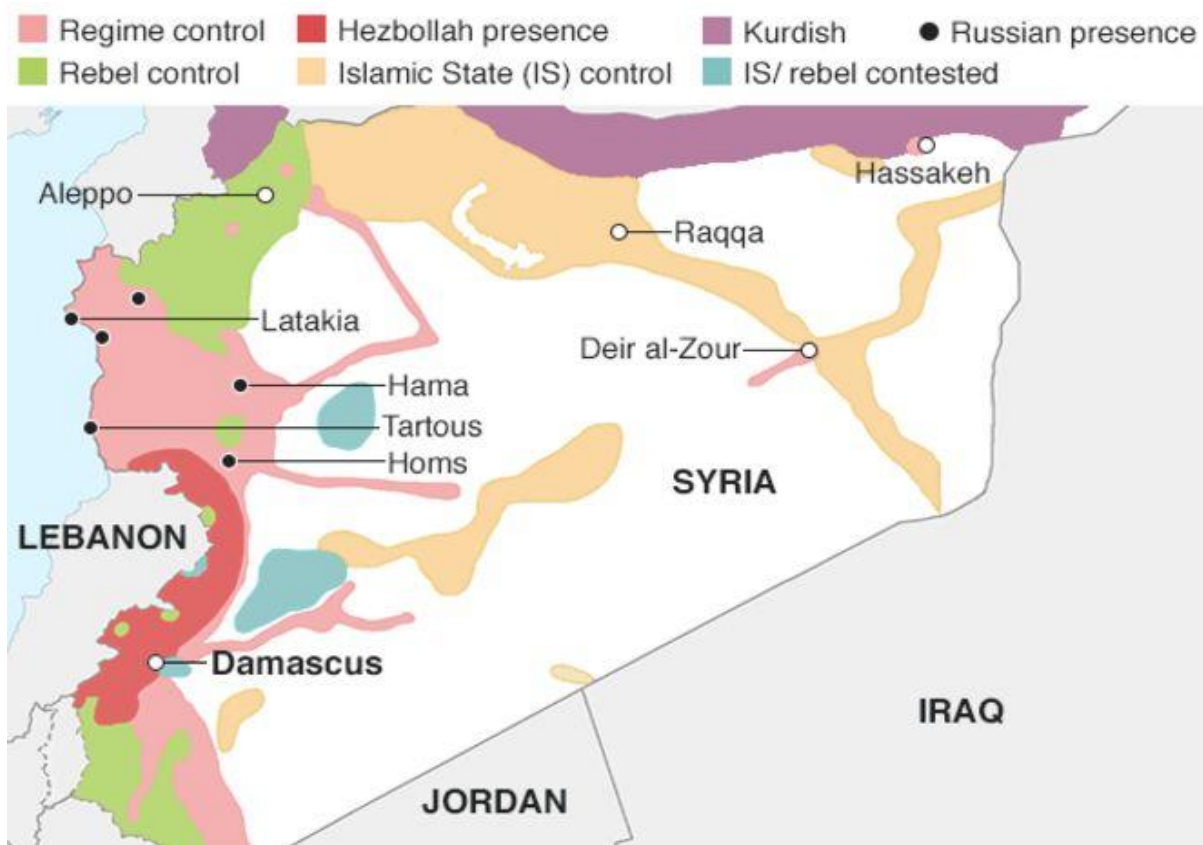 Regime control
Hezbollah presence
Kurdish
Russian presence
Rebel control
Islamic State (IS) control
IS/ rebel contested
Hassakeh
Aleppo
Raqqa
Latakia
Deir al-Zour
Hama
Tartous
Homs
SYRIA
LEBANON
Damascus
IRAQ
JORDAN